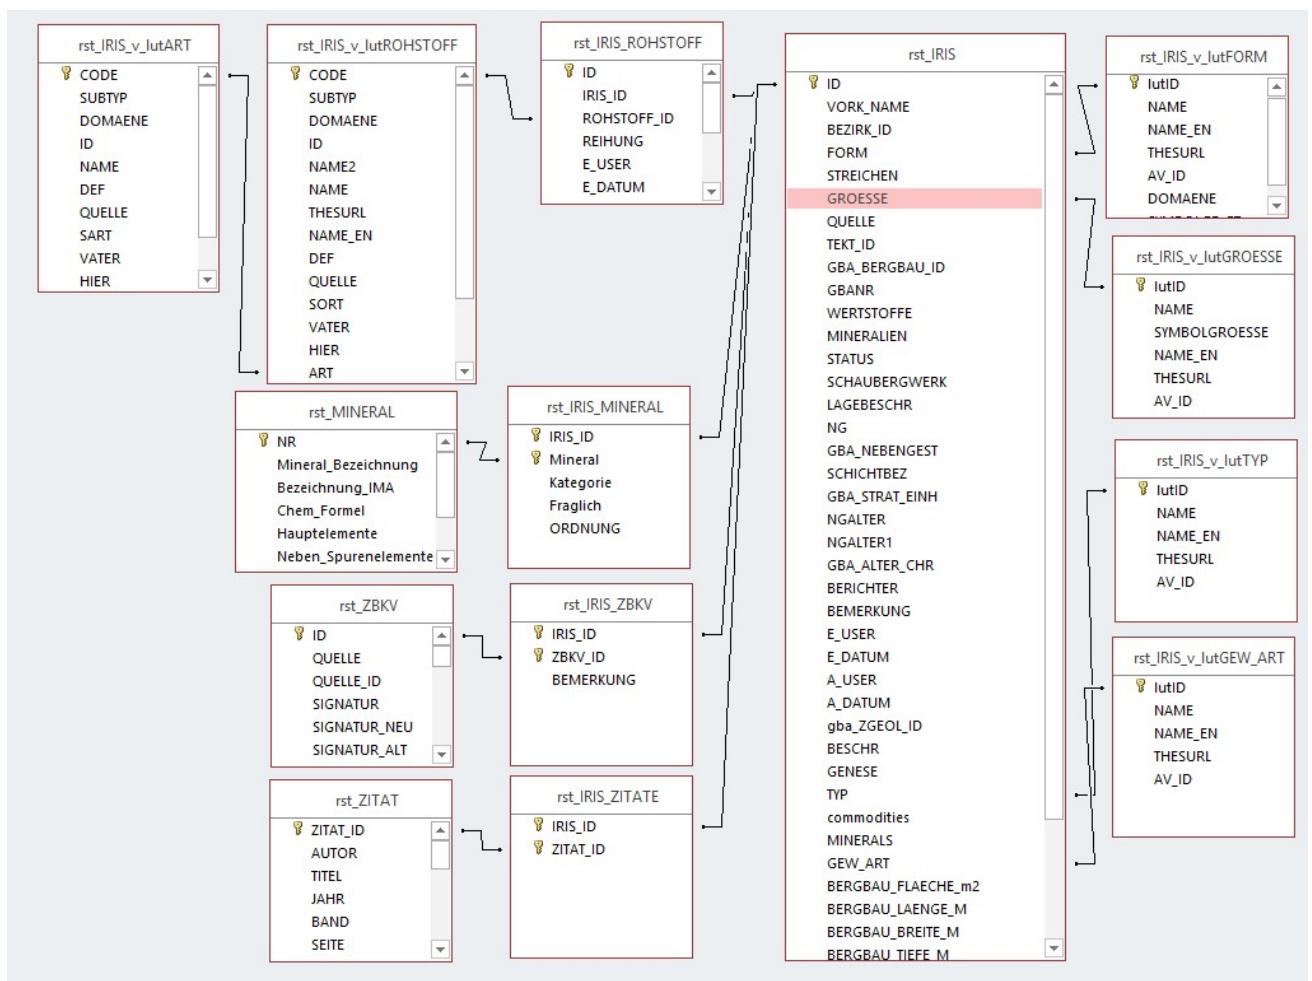 rst_IRIS_v_lutART
CODE
SUBTYP
DOMAENE
ID
NAME
DEF
QUELLE
SART
VATER
HIER
rst_IRIS_v_lutROHSTOFF
CODE
SUBTYP
DOMAENE
ID
NAME2
NAME
THESURL
NAME_EN
DEF
QUELLE
SORT
VATER
HIER
ART
rst_IRIS_ROHSTOFF
ID
IRIS_ID
ROHSTOFF_ID
REIHUNG
E_USER
E_DATUM
rst_MINERAL
NR
Mineral_Bezeichnung
Bezeichnung_IMA
Chem_Formel
Hauptelemente
Neben_Spurenelemente
rst_IRIS_MINERAL
IRIS_ID
Mineral
Kategorie
Fraglich
ORDNUNG
rst_ZBKV
ID
QUELLE
QUELLE_ID
SIGNATUR
SIGNATUR_NEU
SIGNATUR_ALT
rst_IRIS_ZBKV
IRIS_ID
ZBKV_ID
BEMERKUNG
rst_ZITAT
ZITAT_ID
AUTOR
TITEL
JAHR
BAND
SEITE
rst_IRIS_ZITATE
IRIS_ID
ZITAT_ID
rst_IRIS
ID
VORK_NAME
BEZIRK_ID
FORM
STREICHEN
GROESSE
QUELLE
TEKT_ID
GBA_BERGBAU_ID
GBANR
WERTSTOFFE
MINERALIEN
STATUS
SCHAUBERGWERK
LAGEBESCHR
NG
GBA_NEBENGEST
SCHICHTBEZ
GBA_STRAT_EINH
NGALTER
NGALTER1
GBA_ALTER_CHR
BERICHTER
BEMERKUNG
E_USER
E_DATUM
A_USER
A_DATUM
gba_ZGEOL_ID
BESCHR
GENESE
TYP
commodities
MINERALS
GEW_ART
BERGBAU_FLAECHE_m2
BERGBAU_LAENGE_M
BERGBAU_BREITE_M
BERGBAU_TIEFE_M
rst_IRIS_v_lutFORM
lutID
NAME
NAME_EN
THESURL
AV_ID
DOMAENE
rst_IRIS_v_lutGROESSE
lutID
NAME
SYMBOLGROESSE
NAME_EN
THESURL
AV_ID
rst_IRIS_v_lutTYP
lutID
NAME
NAME_EN
THESURL
AV_ID
rst_IRIS_v_lutGEW_ART
lutID
NAME
NAME_EN
THESURL
AV_ID